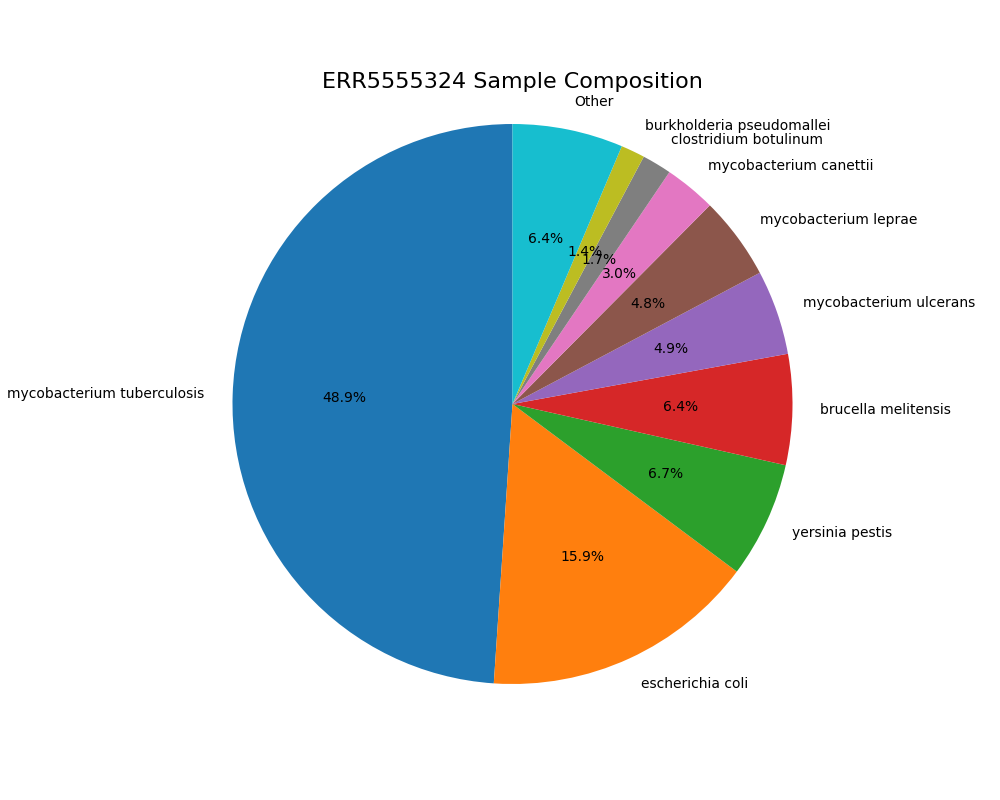 ERR5555324 Sample Composition
Other
burkholderia pseudomallei
clostridium botulinum
mycobacterium canettii
mycobacterium leprae
mycobacterium ulcerans
brucella melitensis
yersinia pestis
escherichia coli
mycobacterium tuberculosis
6.4%
1.4%
1.7%
3.0%
4.8%
4.9%
6.4%
6.7%
15.9%
48.9%